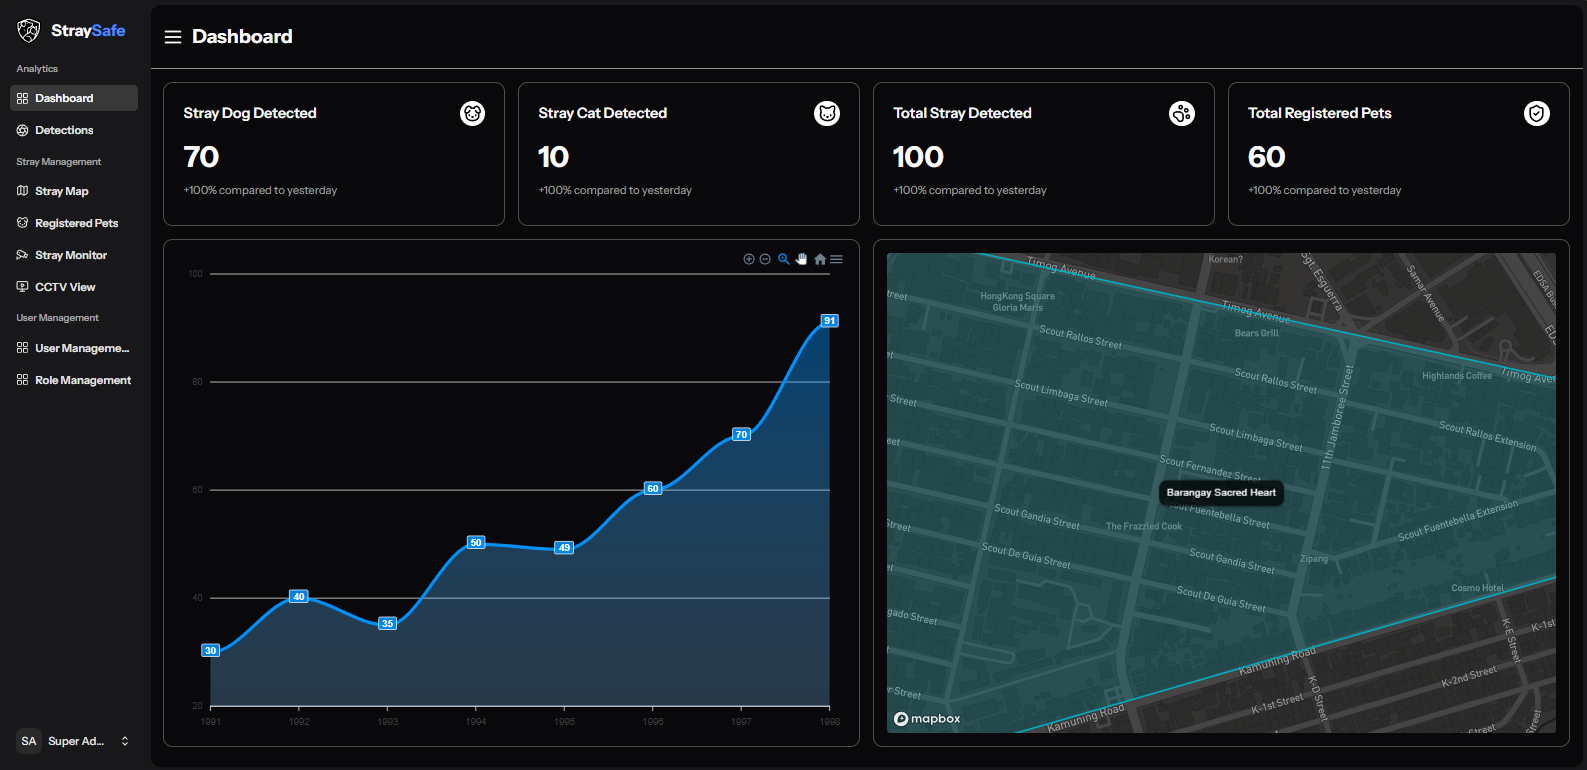 StraySafe
Analytics
Dashboard
Detections
Stray Management
Stray Map
Registered Pets
Stray Monitor
CCTV View
User Management
User Manageme...
Role Management
SA
Super Ad...
Dashboard
Stray Dog Detected
70
+100% compared to yesterday
Stray Cat Detected
10
+100% compared to yesterday
Total Stray Detected
100
+100% compared to yesterday
Total Registered Pets
60
+100% compared to yesterday
100
80
60
40
20
30
40
35
50
49
60
70
91
1991
1992
1993
1994
1995
1996
1997
1998
Timog Avenue
Korean?
Sgt. Esguerra
Samar Avenue
HongKong Square
Gloria Maris
Timog Avenue
Bears Grill
Scout Rallos Street
Scout Rallos Street
Highlands Coffee
Timog Ave
Scout Limbaga Street
Street
11th Jamboree Street
Scout Limbaga Street
Scout Rallos Extension
Scout Fernandez Stree
Barangay Sacred Heart
Scout Fuentebella Street
Scout Gandia Street
The Frazzled Cook
Scout Fuentebella Extension
Scout De Guia Street
Scout Gandia Street
Zipang
Scout De Guia Street
Cosmo Hotel
gado Street
K-E Street
K-1st
Kamuning Road
K-2nd Street
r Street
K-D Street
K-1st Street
Kamuning Road
Street
mapbox